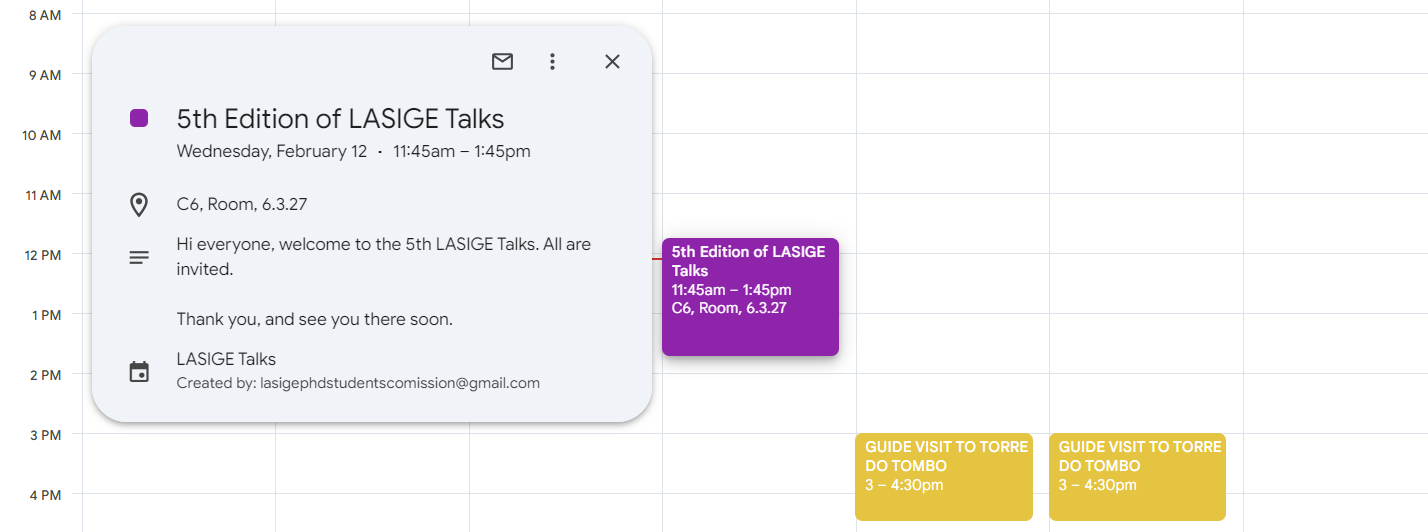 8 AM
9 AM
10 AM
11 AM
12 PM
1 PM
2 PM
3 PM
4 PM
5th Edition of LASIGE Talks
Wednesday, February 12 · 11:45am – 1:45pm
C6, Room, 6.3.27
Hi everyone, welcome to the 5th LASIGE Talks. All are
invited.
Thank you, and see you there soon.
LASIGE Talks
Created by: lasigephdstudentscomission@gmail.com
5th Edition of LASIGE
Talks
11:45am – 1:45pm
C6, Room, 6.3.27
GUIDE VISIT TO TORRE
DO TOMBO
3 – 4:30pm
GUIDE VISIT TO TORRE
DO TOMBO
3 – 4:30pm